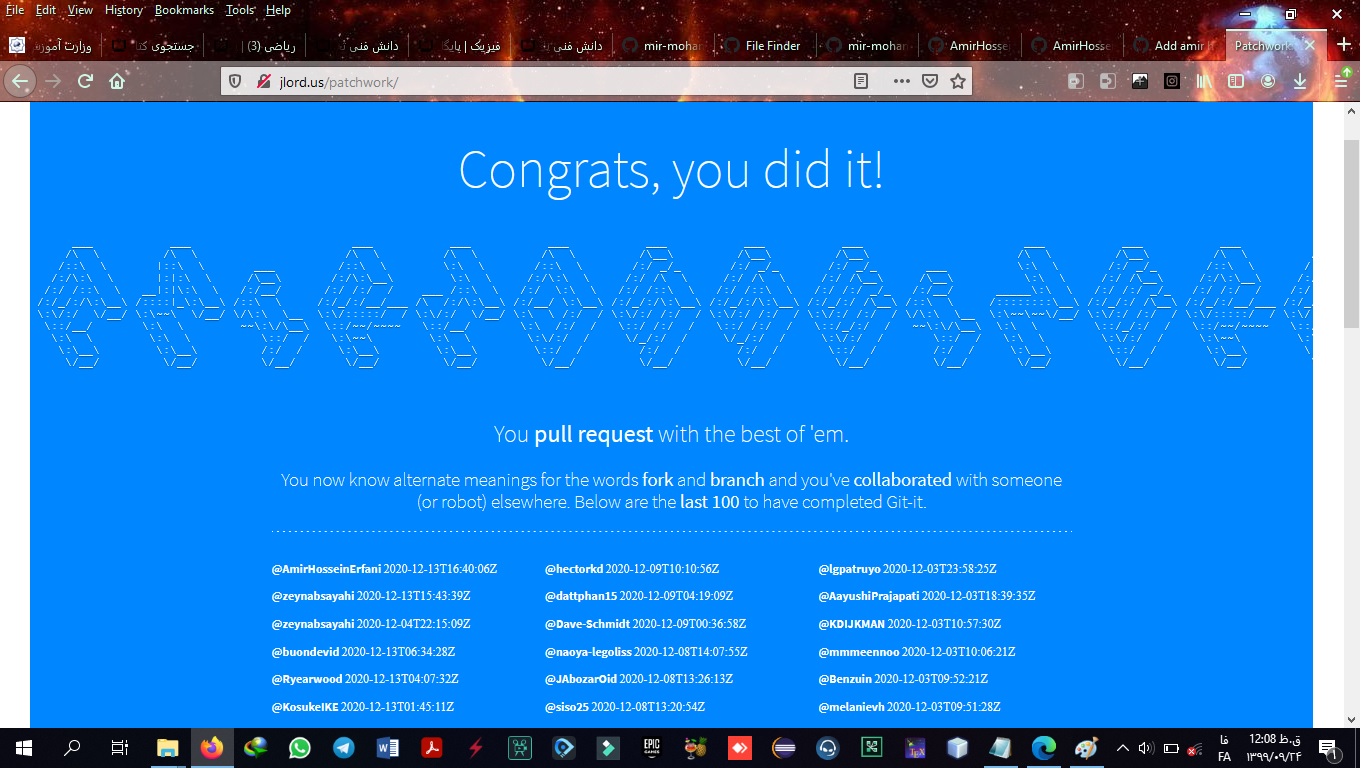 File Edit View History Bookmarks Tools Help
وزارت آموزش
جستجوی کتا
ریاضی (3) |
دانش فنی ت
فیزیک | پایگا
دانش فنی پ
mir-mohar
File Finder
mir-mohar
AmirHosse
AmirHosse
Add amir h
Patchwork
jlord.us/patchwork/
Congrats, you did it!
You pull request with the best of 'em.
You now know alternate meanings for the words fork and branch and you've collaborated with someone
(or robot) elsewhere. Below are the last 100 to have completed Git-it.
@AmirHosseinErfani 2020-12-13T16:40:06Z @hectorkd 2020-12-09T10:10:56Z @lgpatruyo 2020-12-03T23:58:25Z
@zeynabsayahi 2020-12-13T15:43:39Z @dattphan15 2020-12-09T04:19:09Z @AayushiPrajapati 2020-12-03T18:39:35Z
@zeynabsayahi 2020-12-04T22:15:09Z @Dave-Schmidt 2020-12-09T00:36:58Z @KDIJKMAN 2020-12-03T10:57:30Z
@buondevid 2020-12-13T06:34:28Z @naoya-legoliss 2020-12-08T14:07:55Z @mmmeennoo 2020-12-03T10:06:21Z
@Ryearwood 2020-12-13T04:07:32Z @JAbozarOid 2020-12-08T13:26:13Z @Benzuin 2020-12-03T09:52:21Z
@KosukeIKE 2020-12-13T01:45:11Z @siso25 2020-12-08T13:20:54Z @melanievh 2020-12-03T09:51:28Z
EPIC GAMES
فا
FA
12:08 ق.ظ
۱۳۹۹/۰۹/۲۴